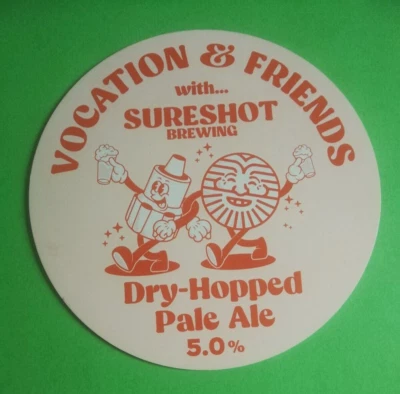 VOCATION & FRIENDS
with...
SURESHOT
BREWING
Dry-Hopped
Pale Ale
5.0%